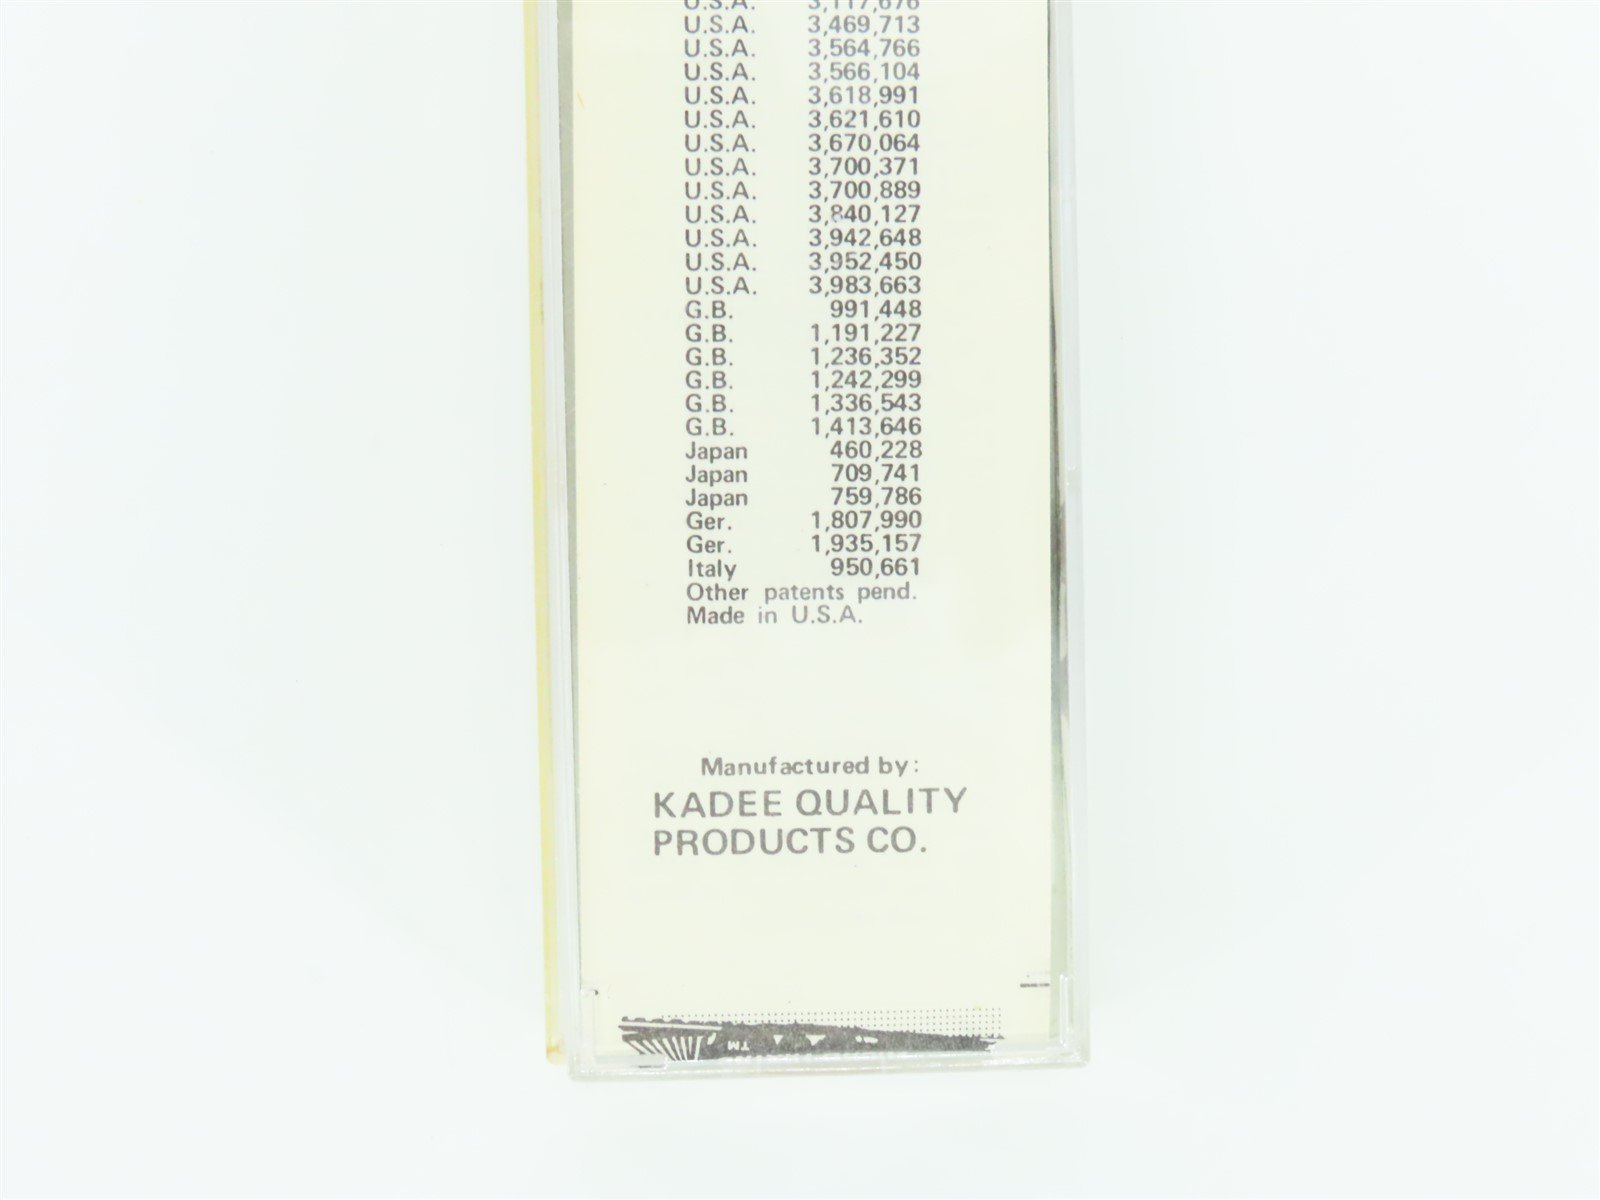 U.S.A. 3,117,676
U.S.A. 3,469,713
U.S.A. 3,564,766
U.S.A. 3,566,104
U.S.A. 3,618,991
U.S.A. 3,621,610
U.S.A. 3,670,064
U.S.A. 3,700,371
U.S.A. 3,700,889
U.S.A. 3,840,127
U.S.A. 3,942,648
U.S.A. 3,952,450
U.S.A. 3,983,663
G.B. 991,448
G.B. 1,191,227
G.B. 1,236,352
G.B. 1,242,299
G.B. 1,336,543
G.B. 1,413,646
Japan 460,228
Japan 709,741
Japan 759,786
Ger. 1,807,990
Ger. 1,935,157
Italy 950,661
Other patents pend.
Made in U.S.A.
Manufactured by:
KADEE QUALITY
PRODUCTS CO.
TM